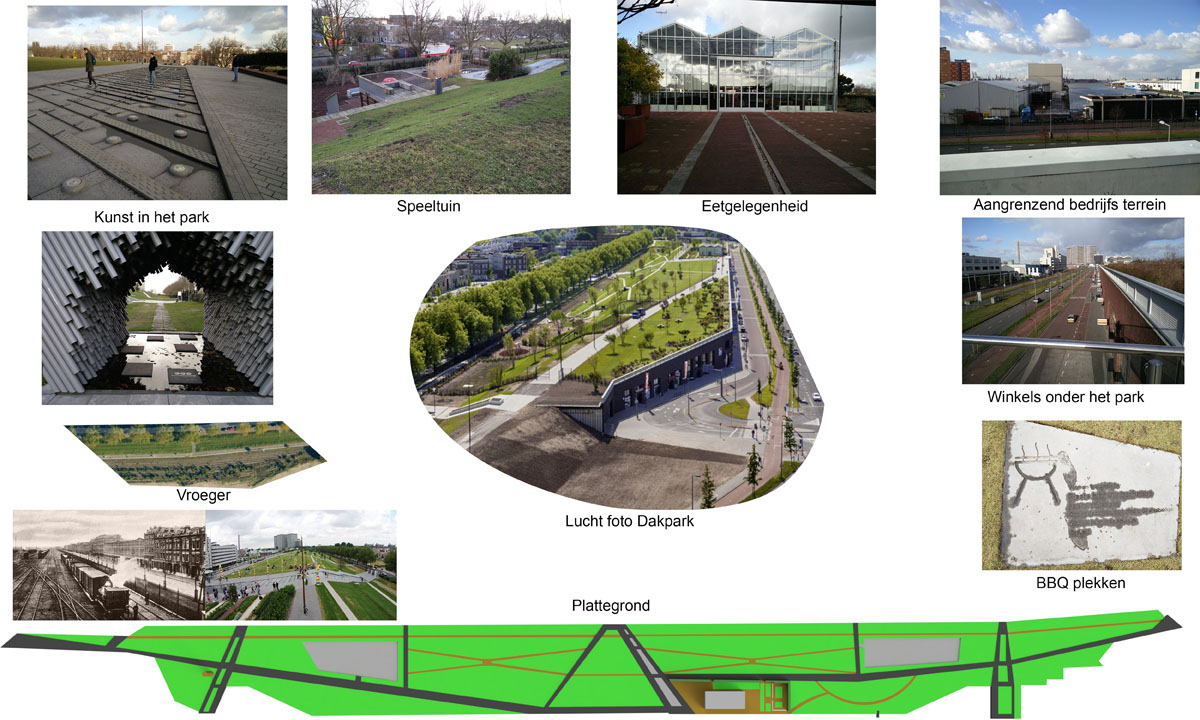 Kunst in het park
Speeltuin
Eetgelegenheid
Aangrenzend bedrijfs terrein
Winkels onder het park
Vroeger
Lucht foto Dakpark
BBQ plekken
Plattegrond